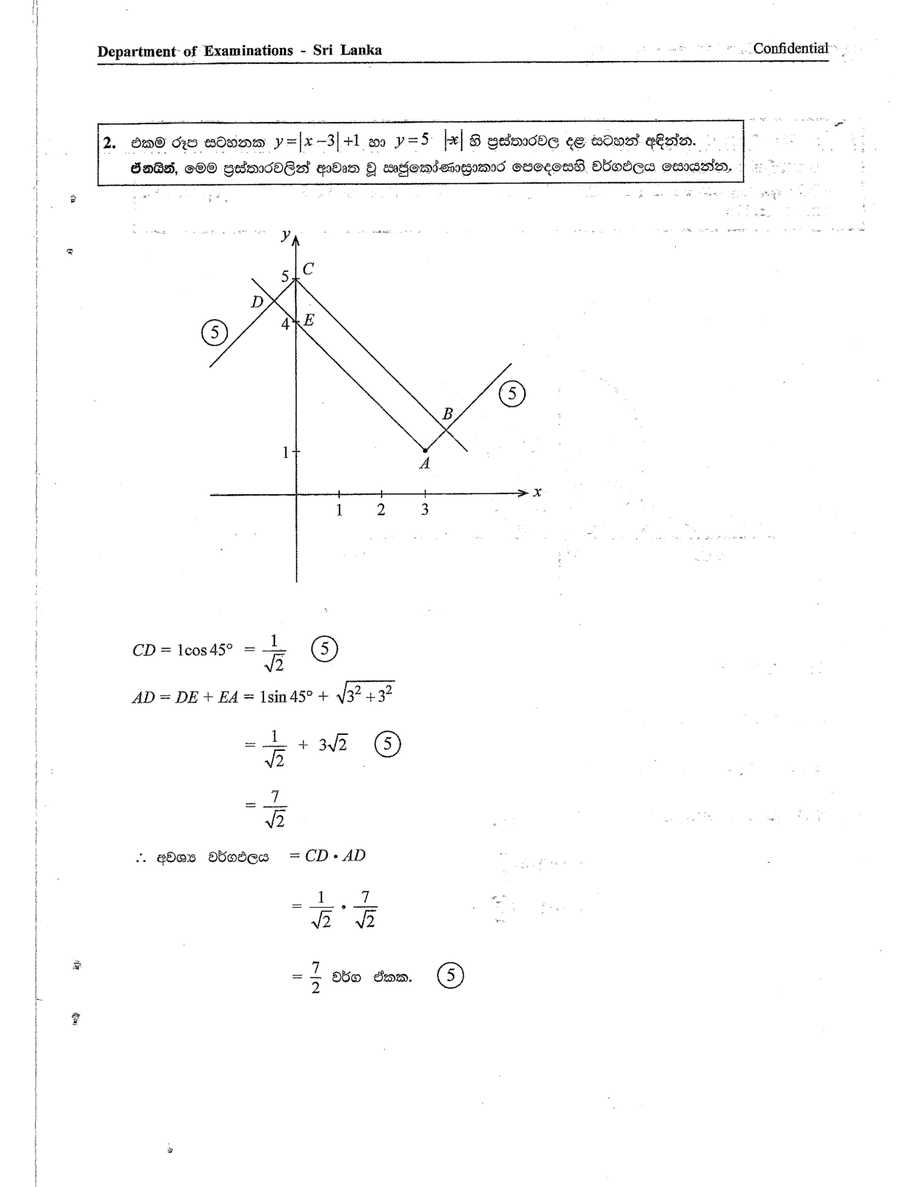 Department of Examinations - Sri Lanka Confidential
2. එකම රූප සටහනක y = |x − 3| + 1 හා y = 5 |-x| හි ප්‍රස්තාරවල දළ සටහන් අඳින්න.
ඒනයින්, මෙම ප්‍රස්තාරවලින් ආවෘත වූ සෘජුකෝණාස්‍රාකාර පෙදෙසෙහි වර්ගඵලය සොයන්න.
y
5 C
D
4 E
5
5
B
1
A
x
1 2 3
CD = 1cos 45° = 1/√2 5
AD = DE + EA = 1sin 45° + √(3² + 3²)
= 1/√2 + 3√2 5
= 7/√2
∴ අවශ්‍ය වර්ගඵලය = CD • AD
= 1/√2 • 7/√2
= 7/2 වර්ග ඒකක. 5